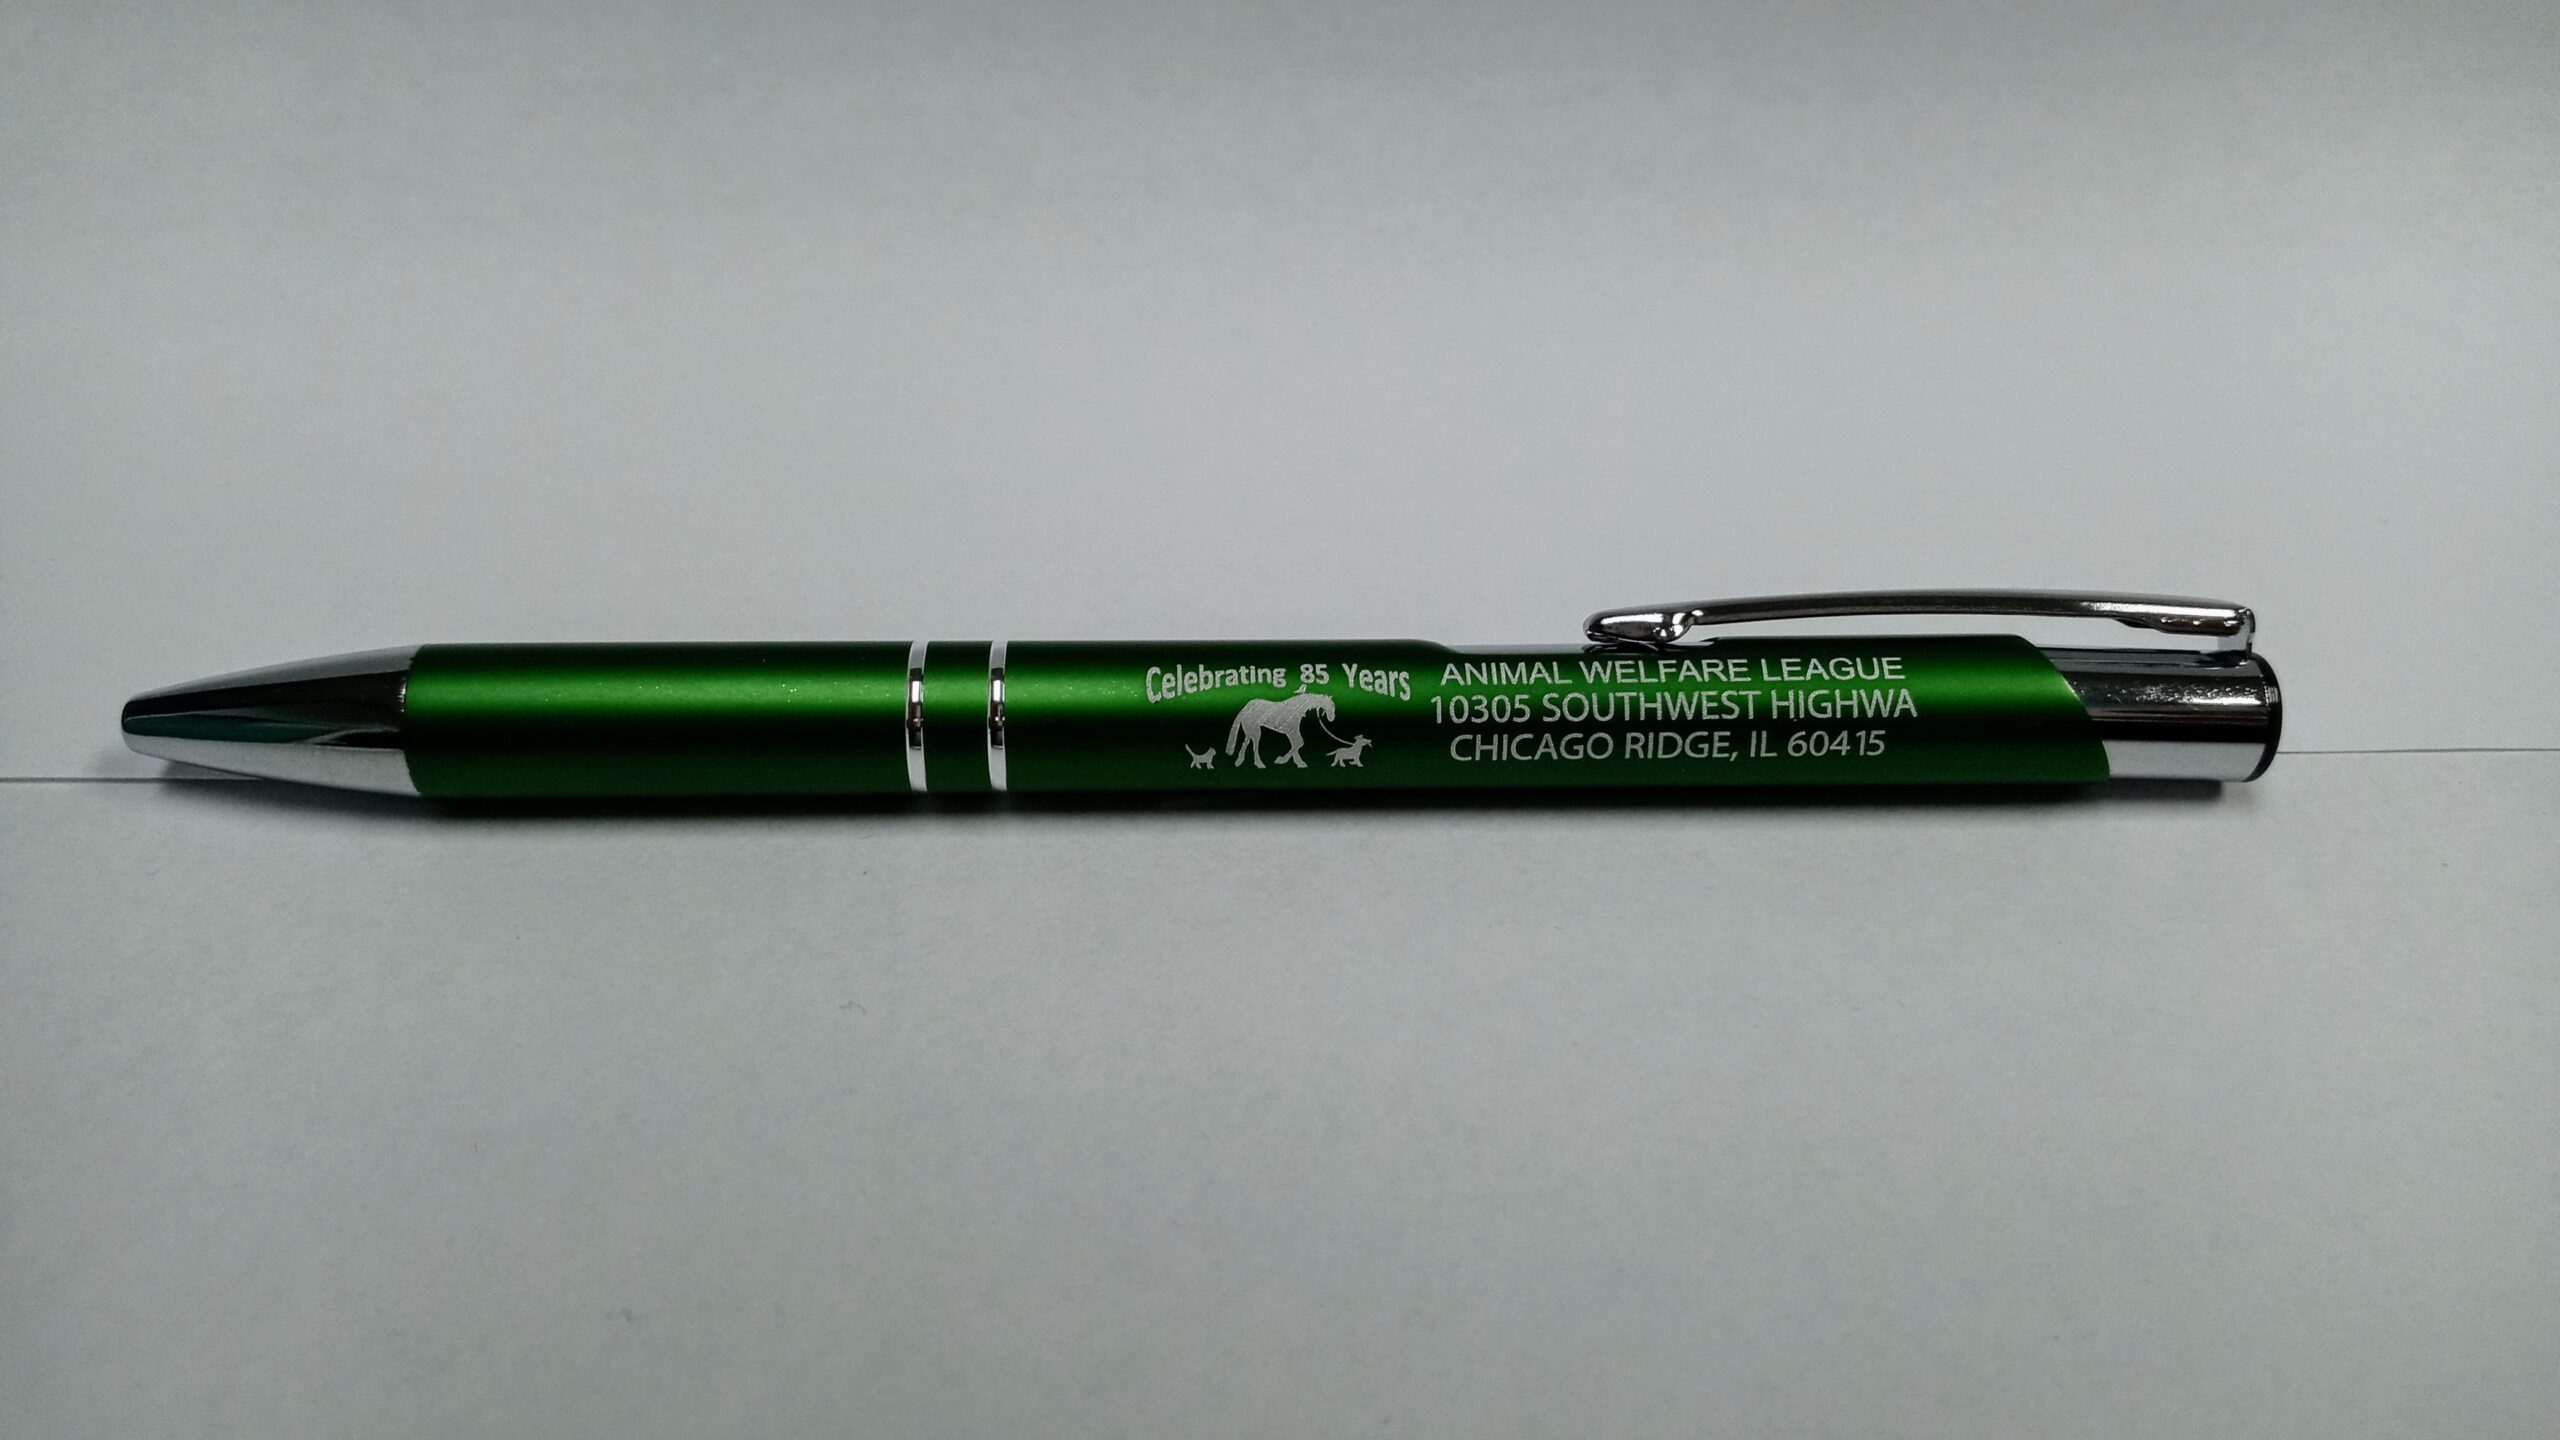 Celebrating 85 Years
ANIMAL WELFARE LEAGUE
10305 SOUTHWEST HIGHWA
CHICAGO RIDGE, IL 60415